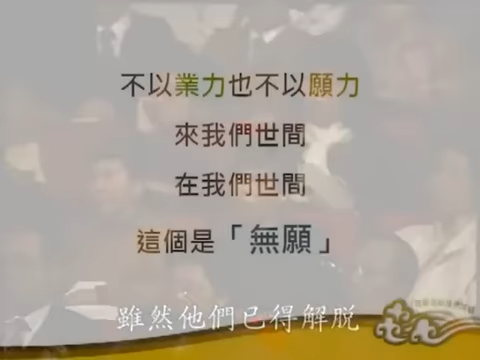 不以業力也不以願力
來我們世間
在我們世間
這個是「無願」
雖然他們已得解脱